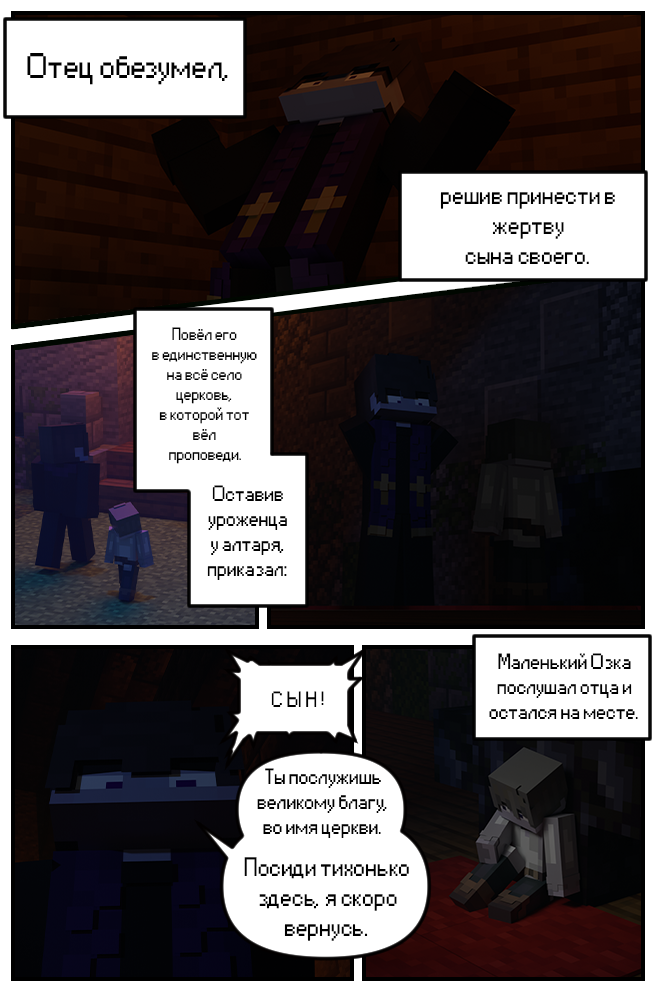 Отец обезумел,
решив принести в
жертву
сына своего.
Повёл его
в единственную
на всё село
церковь,
в которой тот
вёл
проповеди.
Оставив
уроженца
у алтаря,
приказал:
СЫН!
Ты послужишь
великому благу,
во имя церкви.
Посиди тихонько
здесь, я скоро
вернусь.
Маленький Озка
послушал отца и
остался на месте.